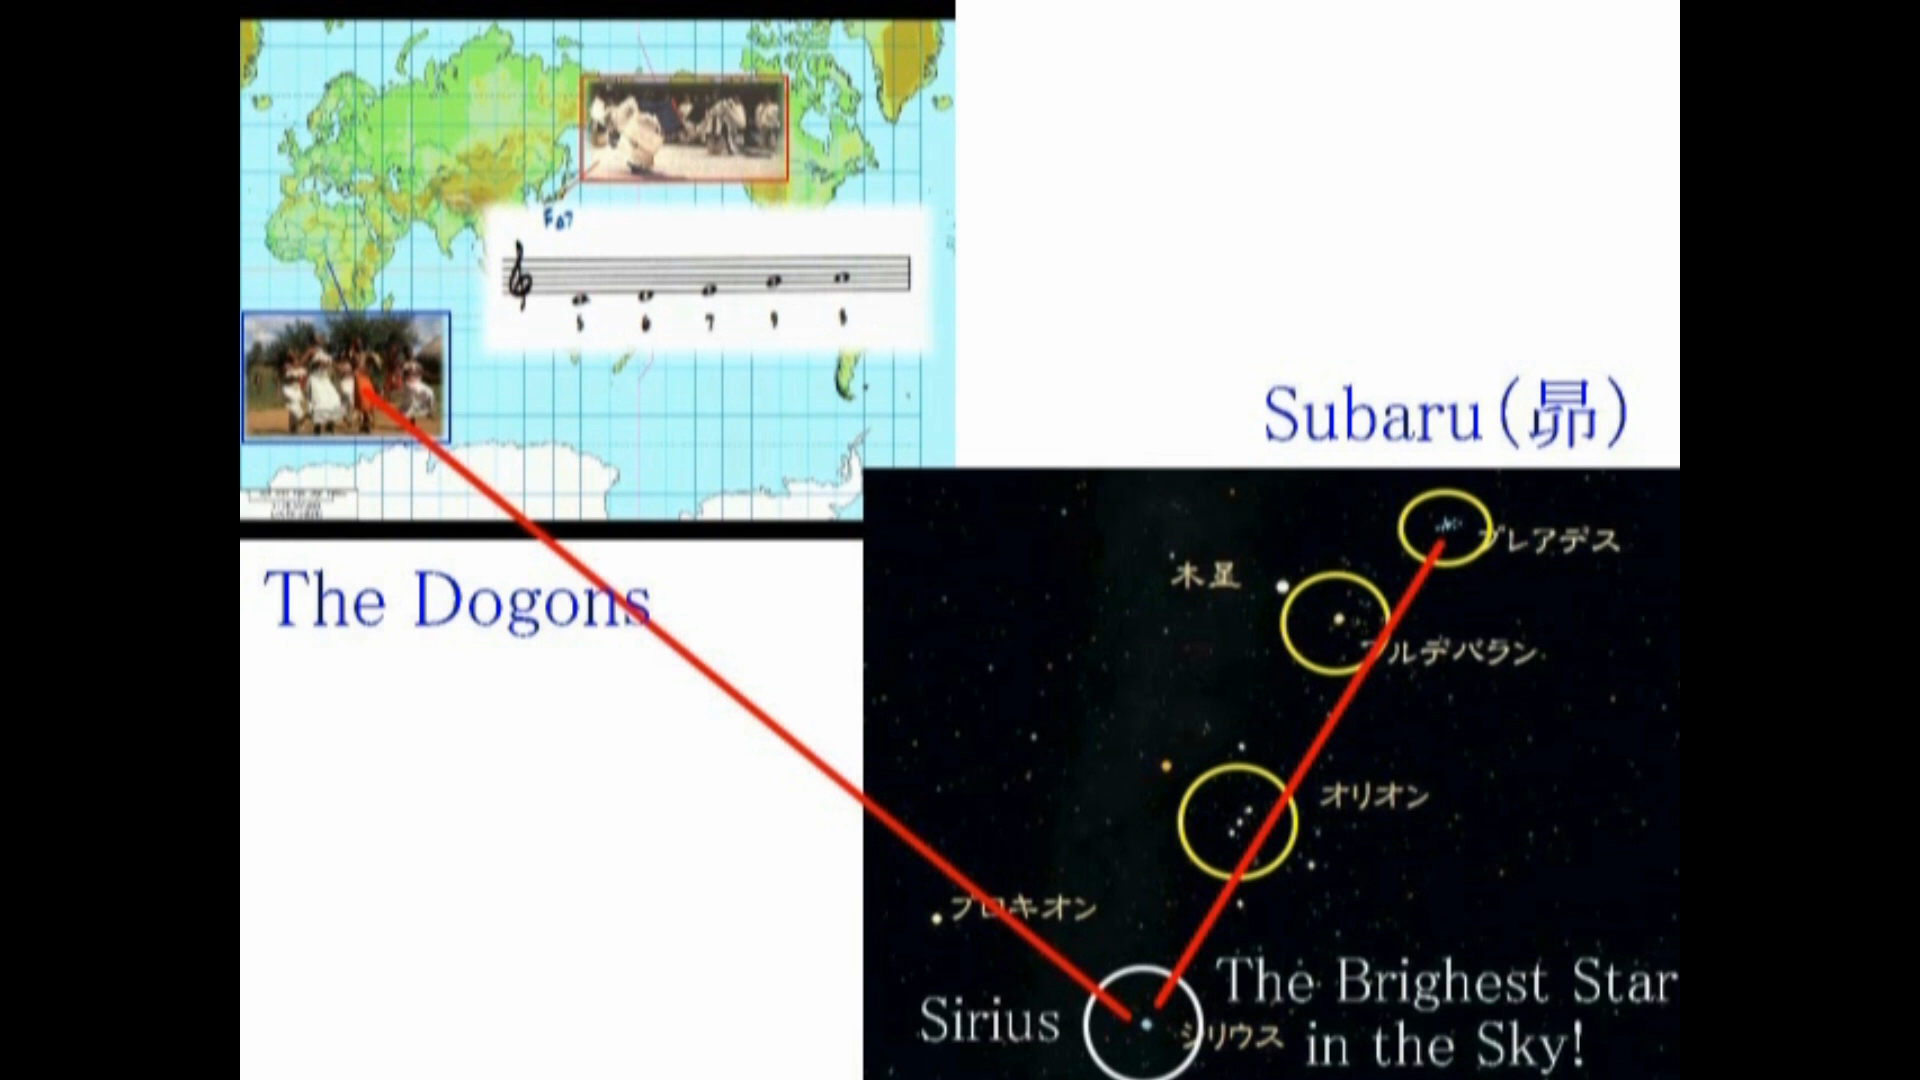 Subaru(昴)
The Dogons
プレアデス
木星
アルデバラン
オリオン
プロキオン
Sirius
シリウス
The Brighest Star
in the Sky!